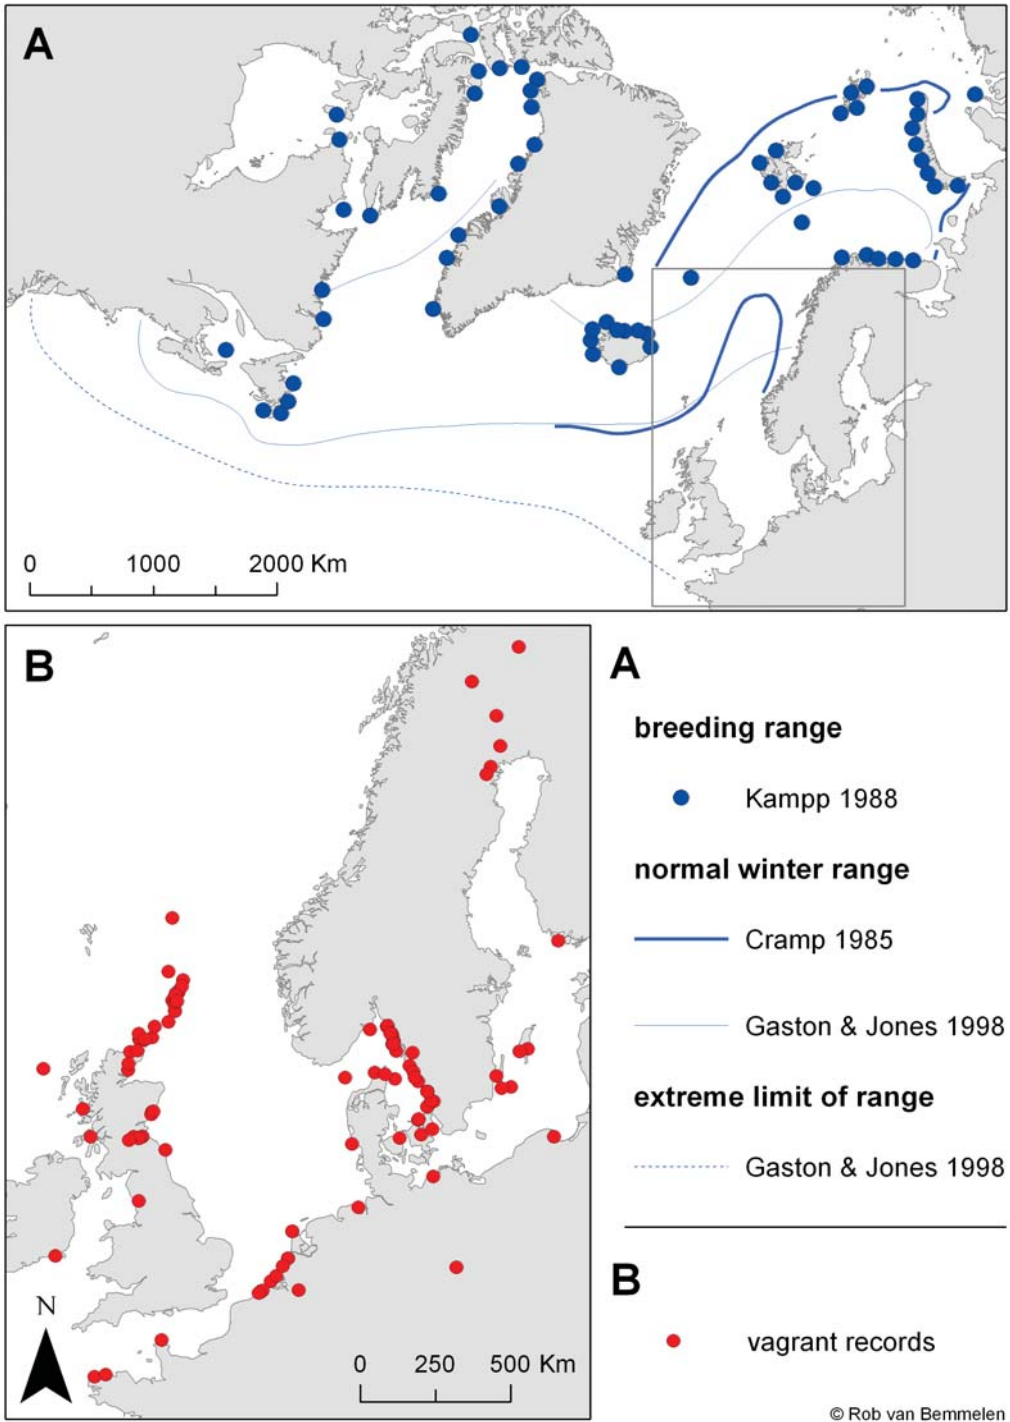 A
0 1000 2000 Km
B
N
0 250 500 Km
A
breeding range
Kampp 1988
normal winter range
Cramp 1985
Gaston & Jones 1998
extreme limit of range
Gaston & Jones 1998
B
vagrant records
© Rob van Bemmelen